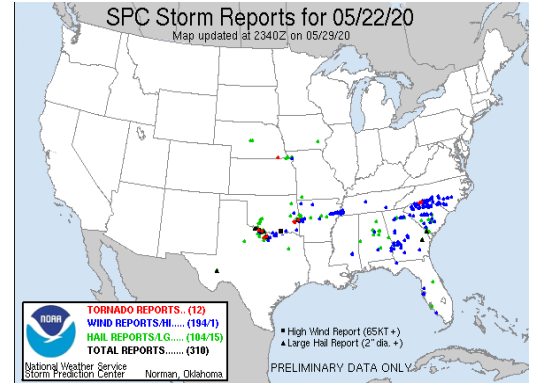 SPC Storm Reports for 05/22/20
Map updated at 2340Z on 05/29/20
TORNADO REPORTS.. (12)
WIND REPORTS/HI..... (194/1)
HAIL REPORTS/LG..... (104/15)
TOTAL REPORTS....... (310)
NOAA
National Weather Service
Storm Prediction Center Norman, Oklahoma
High Wind Report (65KT +)
Large Hail Report (2" dia. +)
PRELIMINARY DATA ONLY